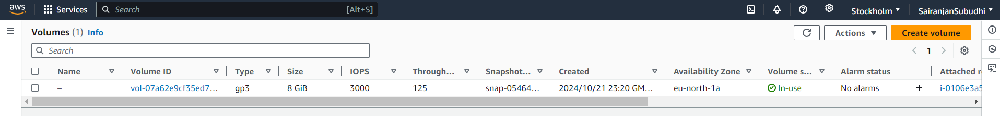 aws Services Search [Alt+S] Stockholm SairanjanSubudhi
Volumes (1) Info Actions Create volume
Search 1
Name Volume ID Type Size IOPS Through... Snapshot... Created Availability Zone Volume s... Alarm status Attached r
– vol-07a62e9cf35ed7... gp3 8 GiB 3000 125 snap-05464... 2024/10/21 23:20 GM... eu-north-1a In-use No alarms + i-0106e3a5